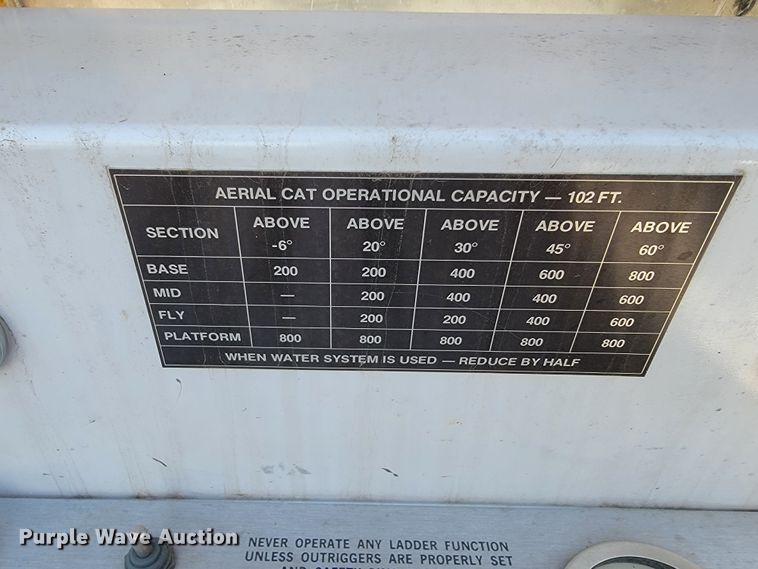 AERIAL CAT OPERATIONAL CAPACITY — 102 FT.
SECTION ABOVE -6° ABOVE 20° ABOVE 30° ABOVE 45° ABOVE 60°
BASE 200 200 400 600 800
MID — 200 400 400 600
FLY — 200 200 400 600
PLATFORM 800 800 800 800 800
WHEN WATER SYSTEM IS USED — REDUCE BY HALF
Purple Wave Auction
NEVER OPERATE ANY LADDER FUNCTION
UNLESS OUTRIGGERS ARE PROPERLY SET
AND SAFETY